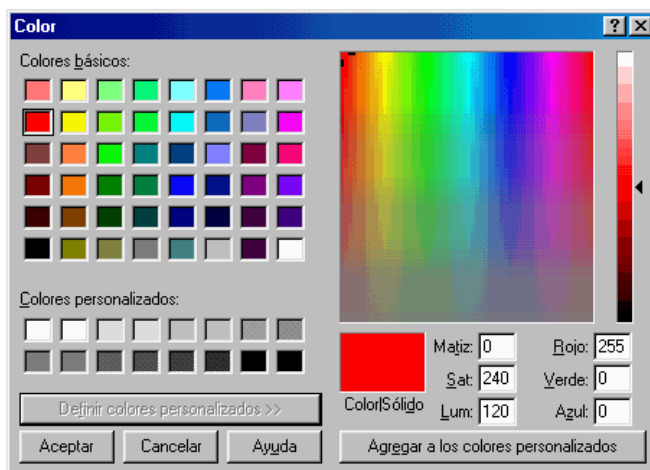 Color
Colores básicos:
Colores personalizados:
Definir colores personalizados >>
Aceptar Cancelar Ayuda
Color|Sólido
Matiz: 0 Rojo: 255
Sat: 240 Verde: 0
Lum: 120 Azul: 0
Agregar a los colores personalizados